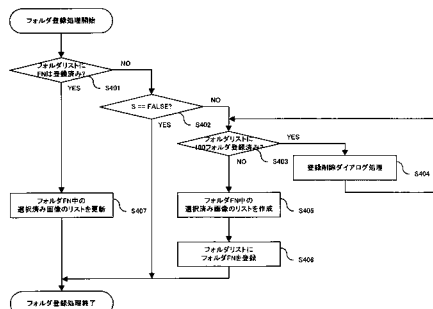 フォルダ登録処理開始
フォルダリストに
FNは登録済み?
NO
YES
S401
S == FALSE?
NO
YES
S402
フォルダリストに
100フォルダ登録済み?
YES
NO
S403
登録削除ダイアログ処理
S404
フォルダFN中の
選択済み画像のリストを更新
S407
フォルダFN中の
選択済み画像のリストを作成
S405
フォルダリストに
フォルダFNを登録
S406
フォルダ登録処理終了